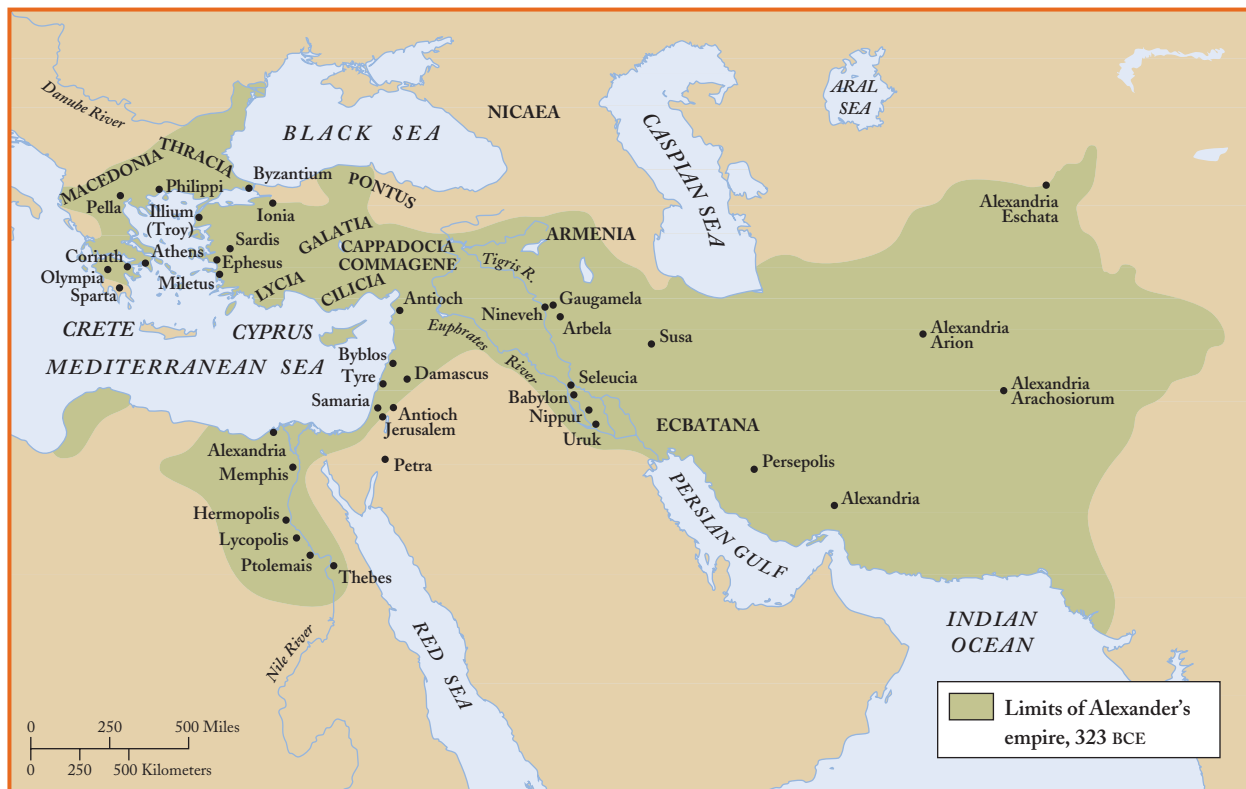 Danube River
BLACK SEA
NICAEA
CASPIAN SEA
ARAL
SEA
MACEDONIA
THRACIA
Philippi
Pella
Byzantium
PONTUS
Illium
(Troy)
Ionia
GALATIA
Sardis
CAPPADOCIA
COMMAGENE
ARMENIA
Alexandria
Eschata
Corinth
Athens
Ephesus
Olympia
Sparta
Miletus
LYCIA
CILICIA
Tigris R.
Antioch
Gaugamela
Nineveh
Arbela
Susa
Alexandria
Arion
CRETE
CYPRUS
Euphrates
River
MEDITERRANEAN SEA
Byblos
Tyre
Damascus
Seleucia
Babylon
Nippur
Uruk
Alexandria
Arachosiorum
Samaria
Antioch
Jerusalem
ECBATANA
Alexandria
Memphis
Petra
Persepolis
PERSIAN GULF
Alexandria
Hermopolis
Lycopolis
Ptolemais
Thebes
Nile River
RED SEA
INDIAN
OCEAN
0 250 500 Miles
0 250 500 Kilometers
Limits of Alexander's
empire, 323 BCE